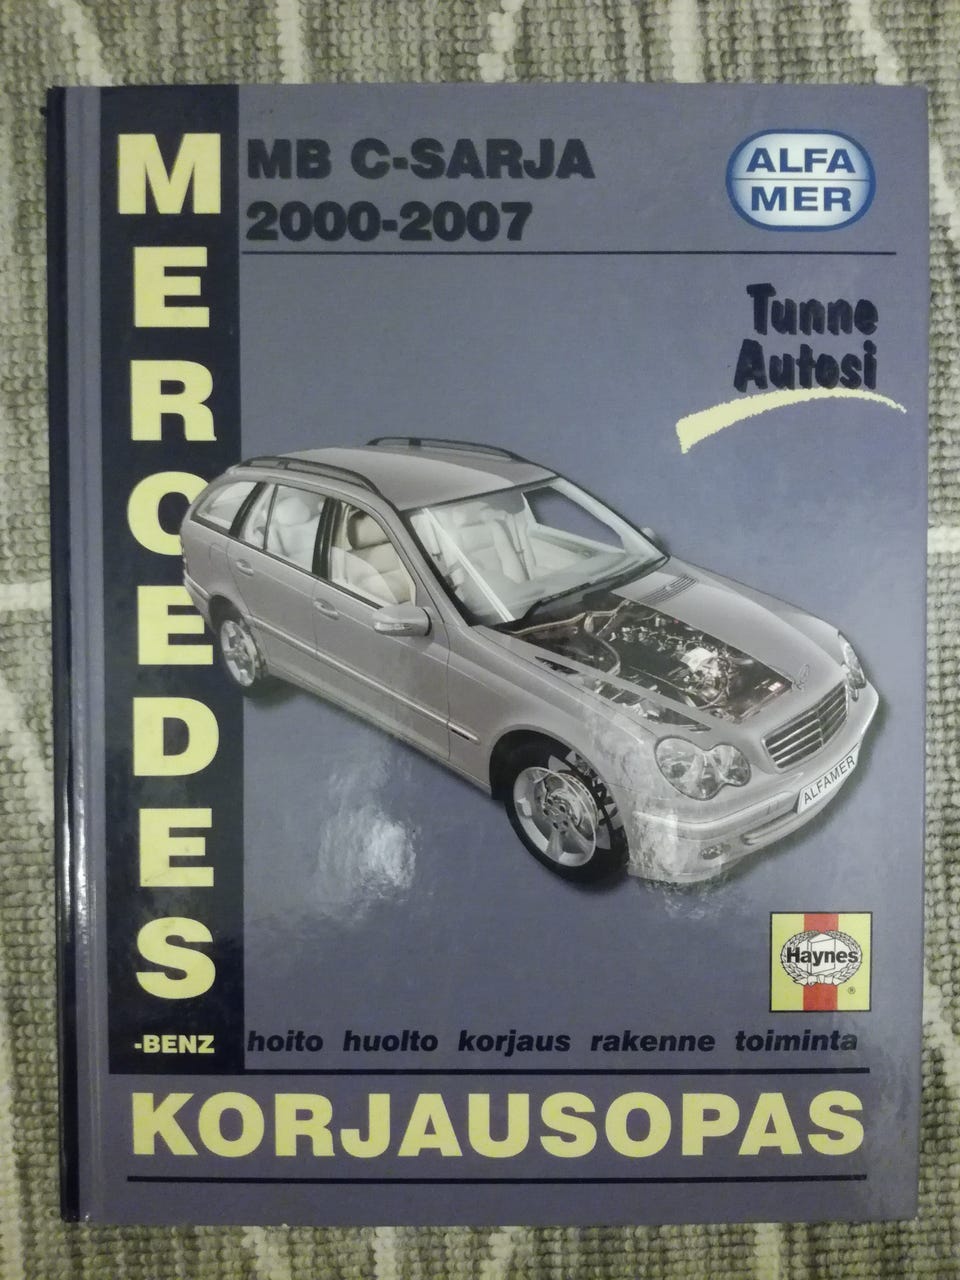 MERCEDES
-BENZ
MB C-SARJA
2000-2007
ALFA
MER
Tunne
Autosi
ALFAMER
Haynes
®
hoito huolto korjaus rakenne toiminta
KORJAUSOPAS